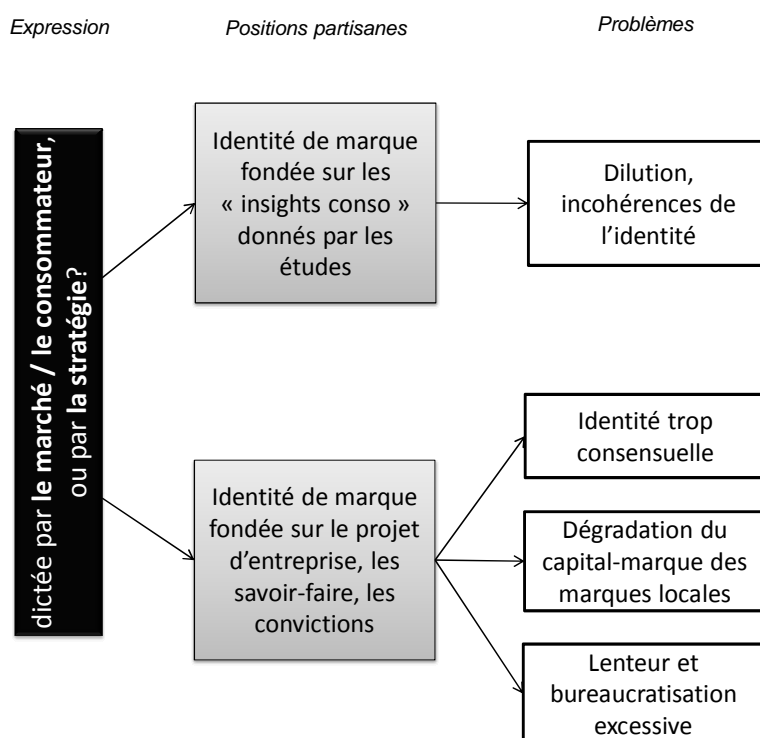 Expression
Positions partisanes
Problèmes
dictée par le marché / le consommateur,
ou par la stratégie?
Identité de marque
fondée sur les
« insights conso »
donnés par les
études
Dilution,
incohérences de
l’identité
Identité de marque
fondée sur le projet
d’entreprise, les
savoir-faire, les
convictions
Identité trop
consensuelle
Dégradation du
capital-marque des
marques locales
Lenteur et
bureaucratisation
excessive